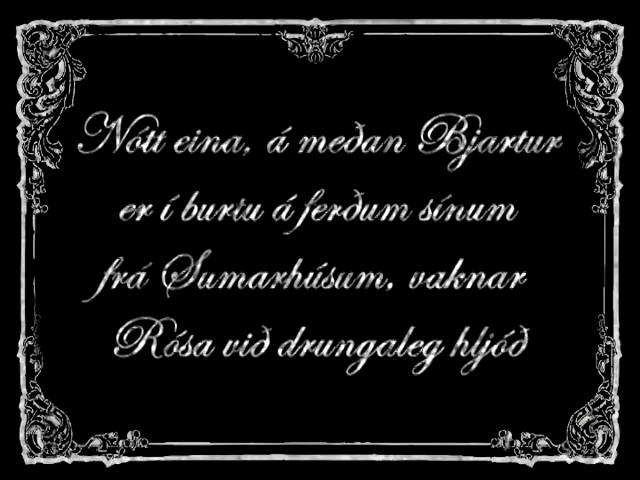 Nótt eina, á meðan Bjartur
er í burtu á ferðum sínum
frá Sumarhúsum, vaknar
Rósa við drungaleg hljóð